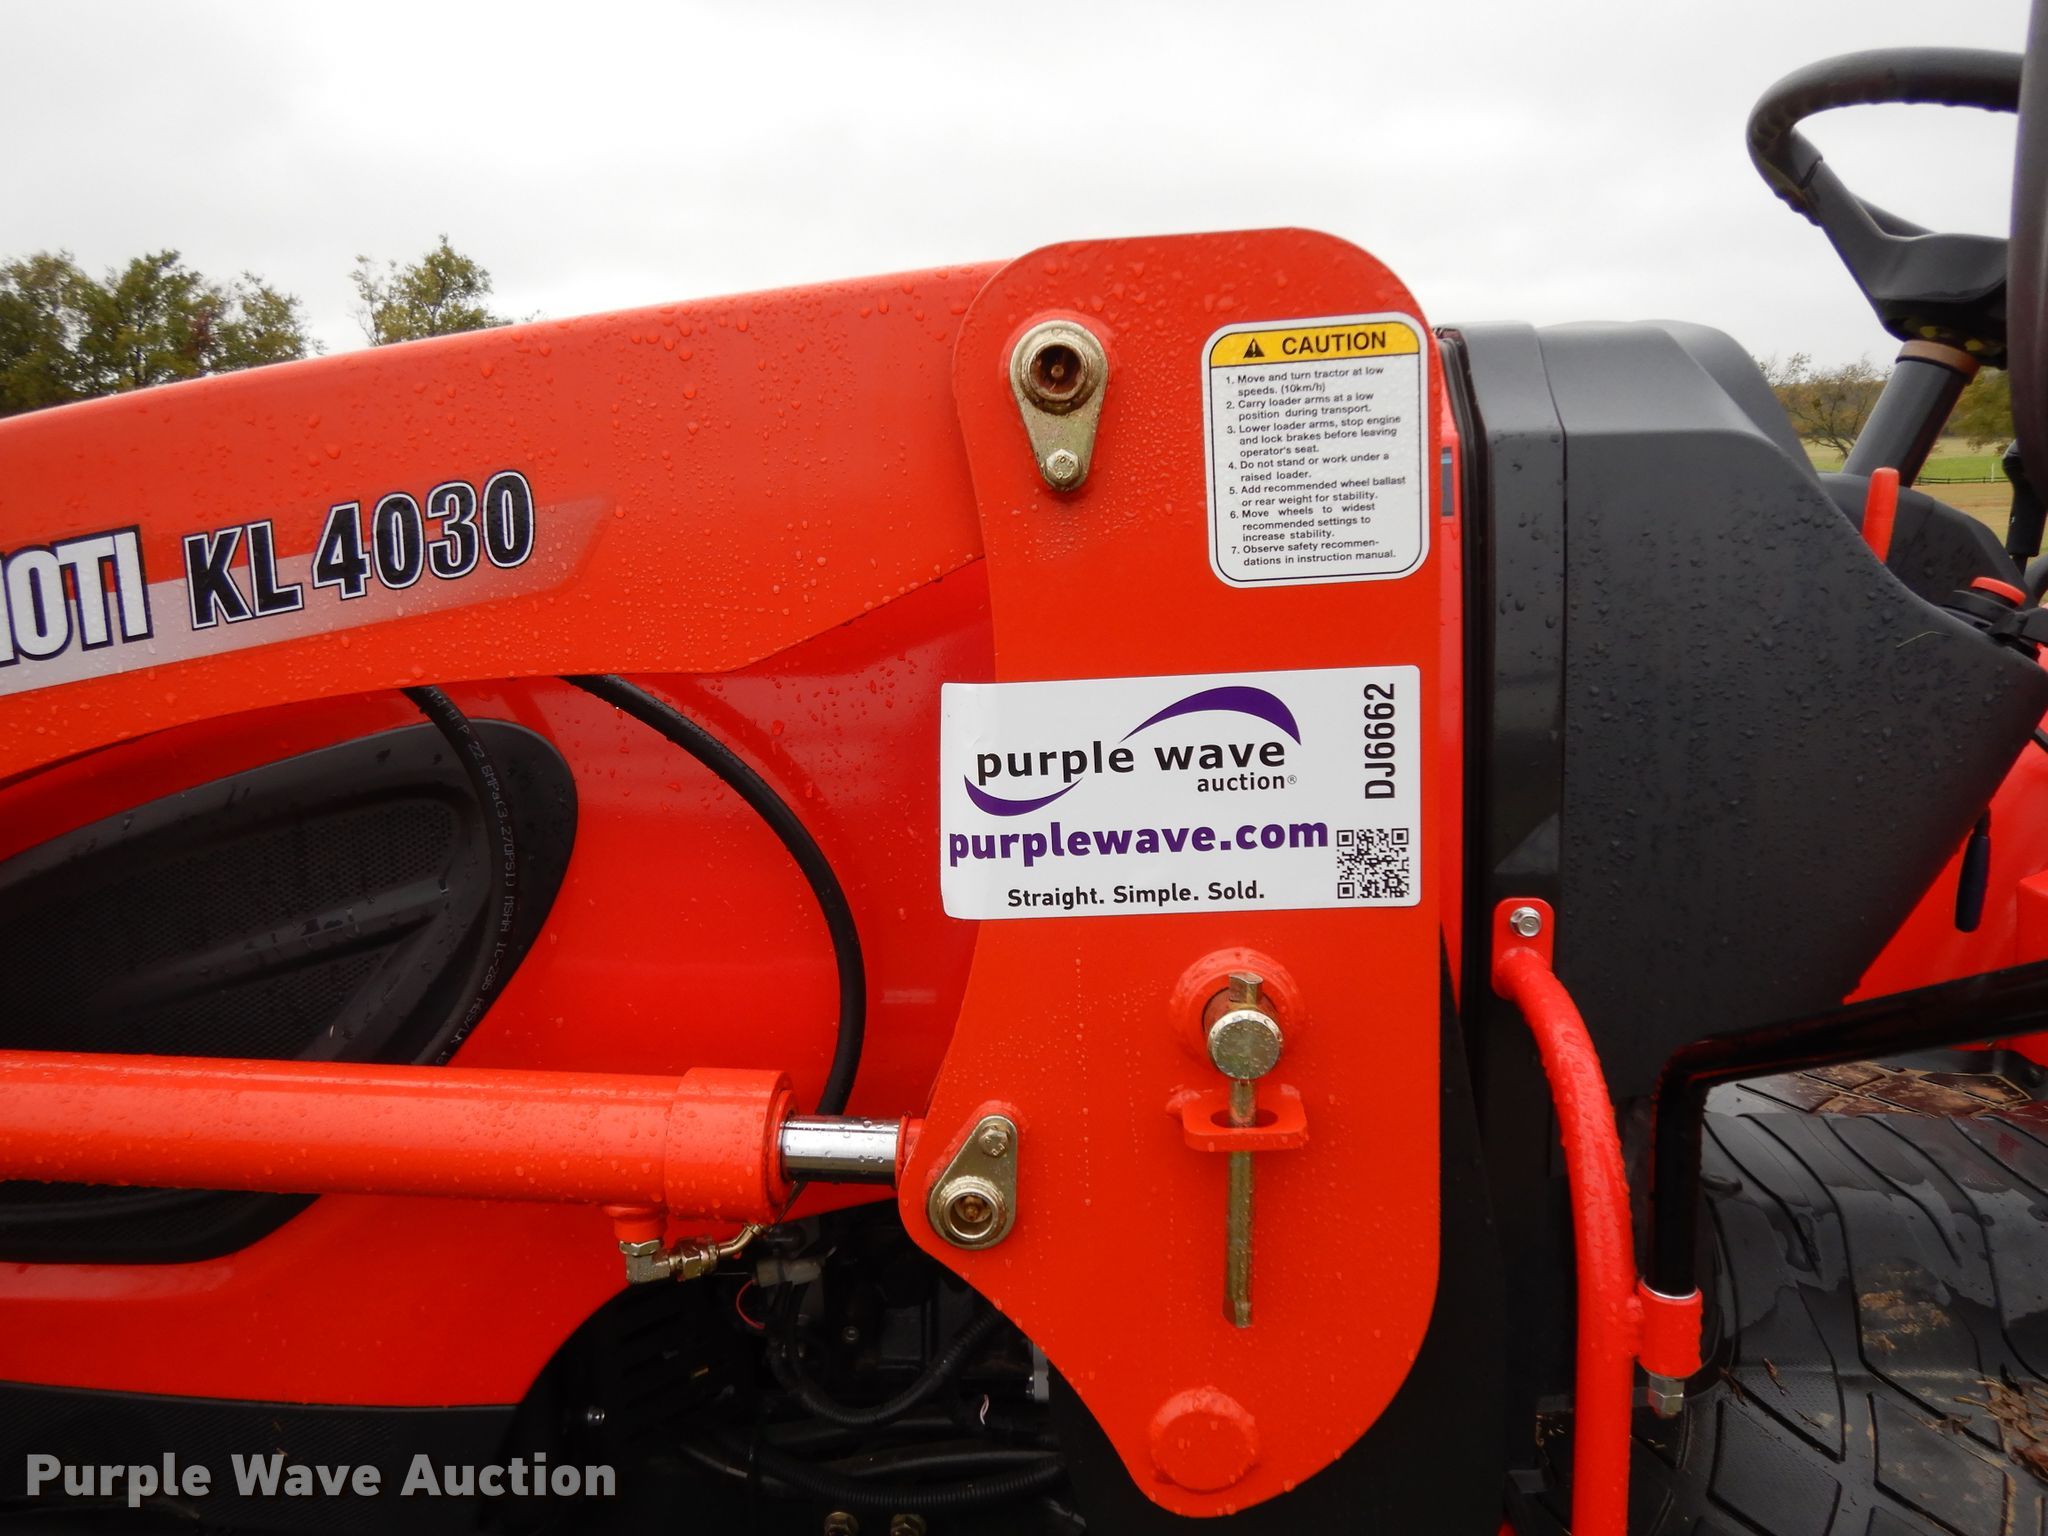 IOTI KL4030
CAUTION
1. Move and turn tractor at low
speeds. (10km/h)
2. Carry loader arms at a low
position during transport.
3. Lower loader arms, stop engine
and lock brakes before leaving
operator's seat.
4. Do not stand or work under a
raised loader.
5. Add recommended wheel ballast
or rear weight for stability.
6. Move wheels to widest
recommended settings to
increase stability.
7. Observe safety recommen-
dations in instruction manual.
purple wave
auction®
purplewave.com
Straight. Simple. Sold.
DJ6662
Purple Wave Auction